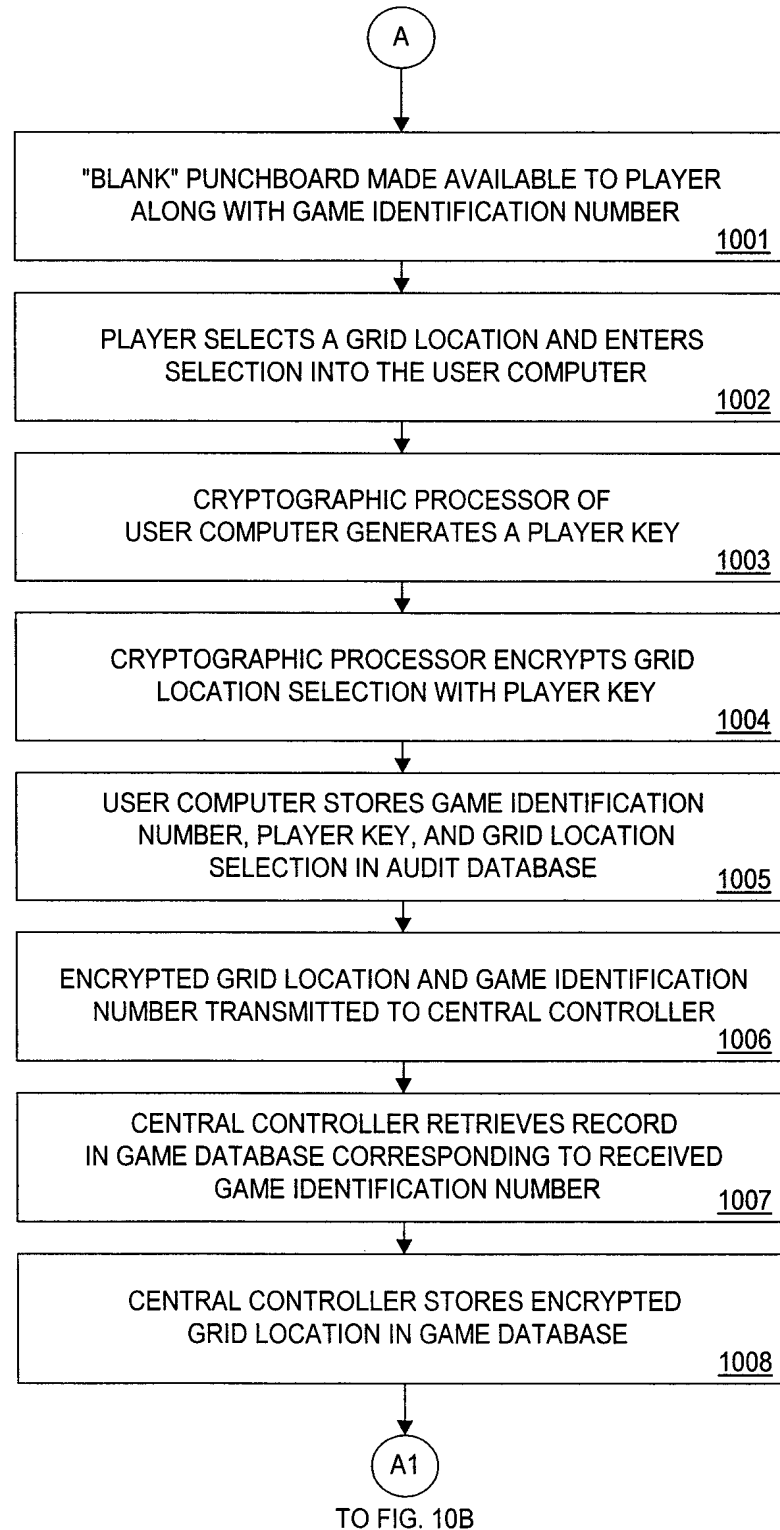 A
"BLANK" PUNCHBOARD MADE AVAILABLE TO PLAYER
ALONG WITH GAME IDENTIFICATION NUMBER
1001
PLAYER SELECTS A GRID LOCATION AND ENTERS
SELECTION INTO THE USER COMPUTER
1002
CRYPTOGRAPHIC PROCESSOR OF
USER COMPUTER GENERATES A PLAYER KEY
1003
CRYPTOGRAPHIC PROCESSOR ENCRYPTS GRID
LOCATION SELECTION WITH PLAYER KEY
1004
USER COMPUTER STORES GAME IDENTIFICATION
NUMBER, PLAYER KEY, AND GRID LOCATION
SELECTION IN AUDIT DATABASE
1005
ENCRYPTED GRID LOCATION AND GAME IDENTIFICATION
NUMBER TRANSMITTED TO CENTRAL CONTROLLER
1006
CENTRAL CONTROLLER RETRIEVES RECORD
IN GAME DATABASE CORRESPONDING TO RECEIVED
GAME IDENTIFICATION NUMBER
1007
CENTRAL CONTROLLER STORES ENCRYPTED
GRID LOCATION IN GAME DATABASE
1008
A1
TO FIG. 10B